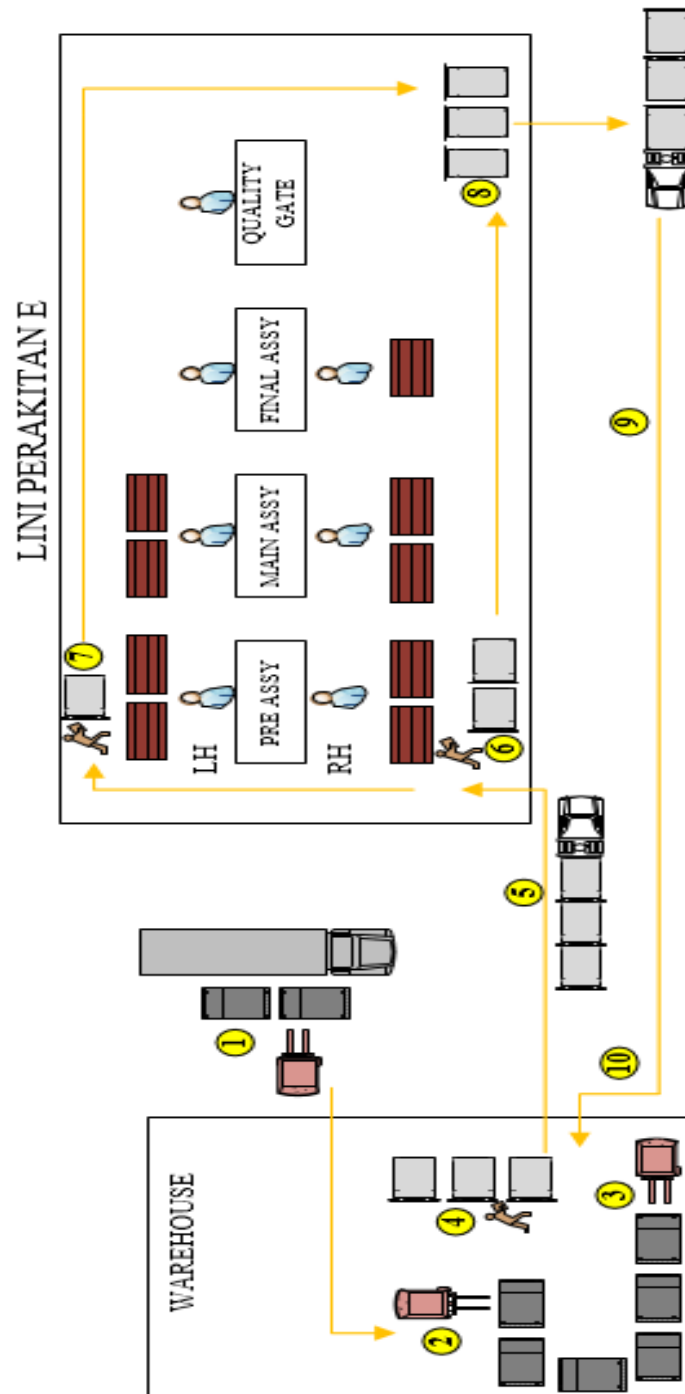 LINI PERAKITAN E
WAREHOUSE
LH
RH
PRE ASSY
MAIN ASSY
FINAL ASSY
QUALITY
GATE
1
2
3
4
5
6
7
8
9
10